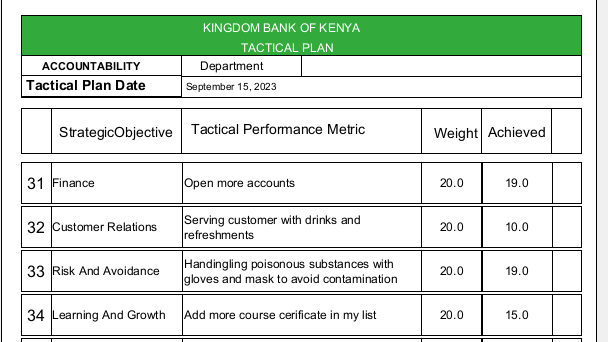 KINGDOM BANK OF KENYA
TACTICAL PLAN
ACCOUNTABILITY Department
Tactical Plan Date September 15, 2023
StrategicObjective Tactical Performance Metric Weight Achieved
31 Finance Open more accounts 20.0 19.0
32 Customer Relations Serving customer with drinks and
refreshments 20.0 10.0
33 Risk And Avoidance Handingling poisonous substances with
gloves and mask to avoid contamination 20.0 19.0
34 Learning And Growth Add more course cerificate in my list 20.0 15.0